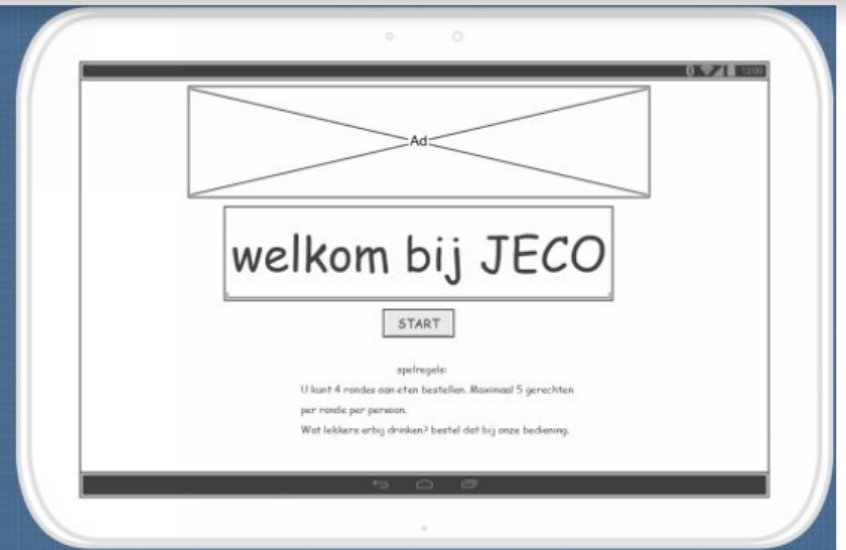 12:00
Ad
welkom bij JECO
START
spelregels:
U kunt 4 rondes aan eten bestellen. Maximaal 5 gerechten
per ronde per persoon.
Wat lekkers erbij drinken? bestel dat bij onze bediening.